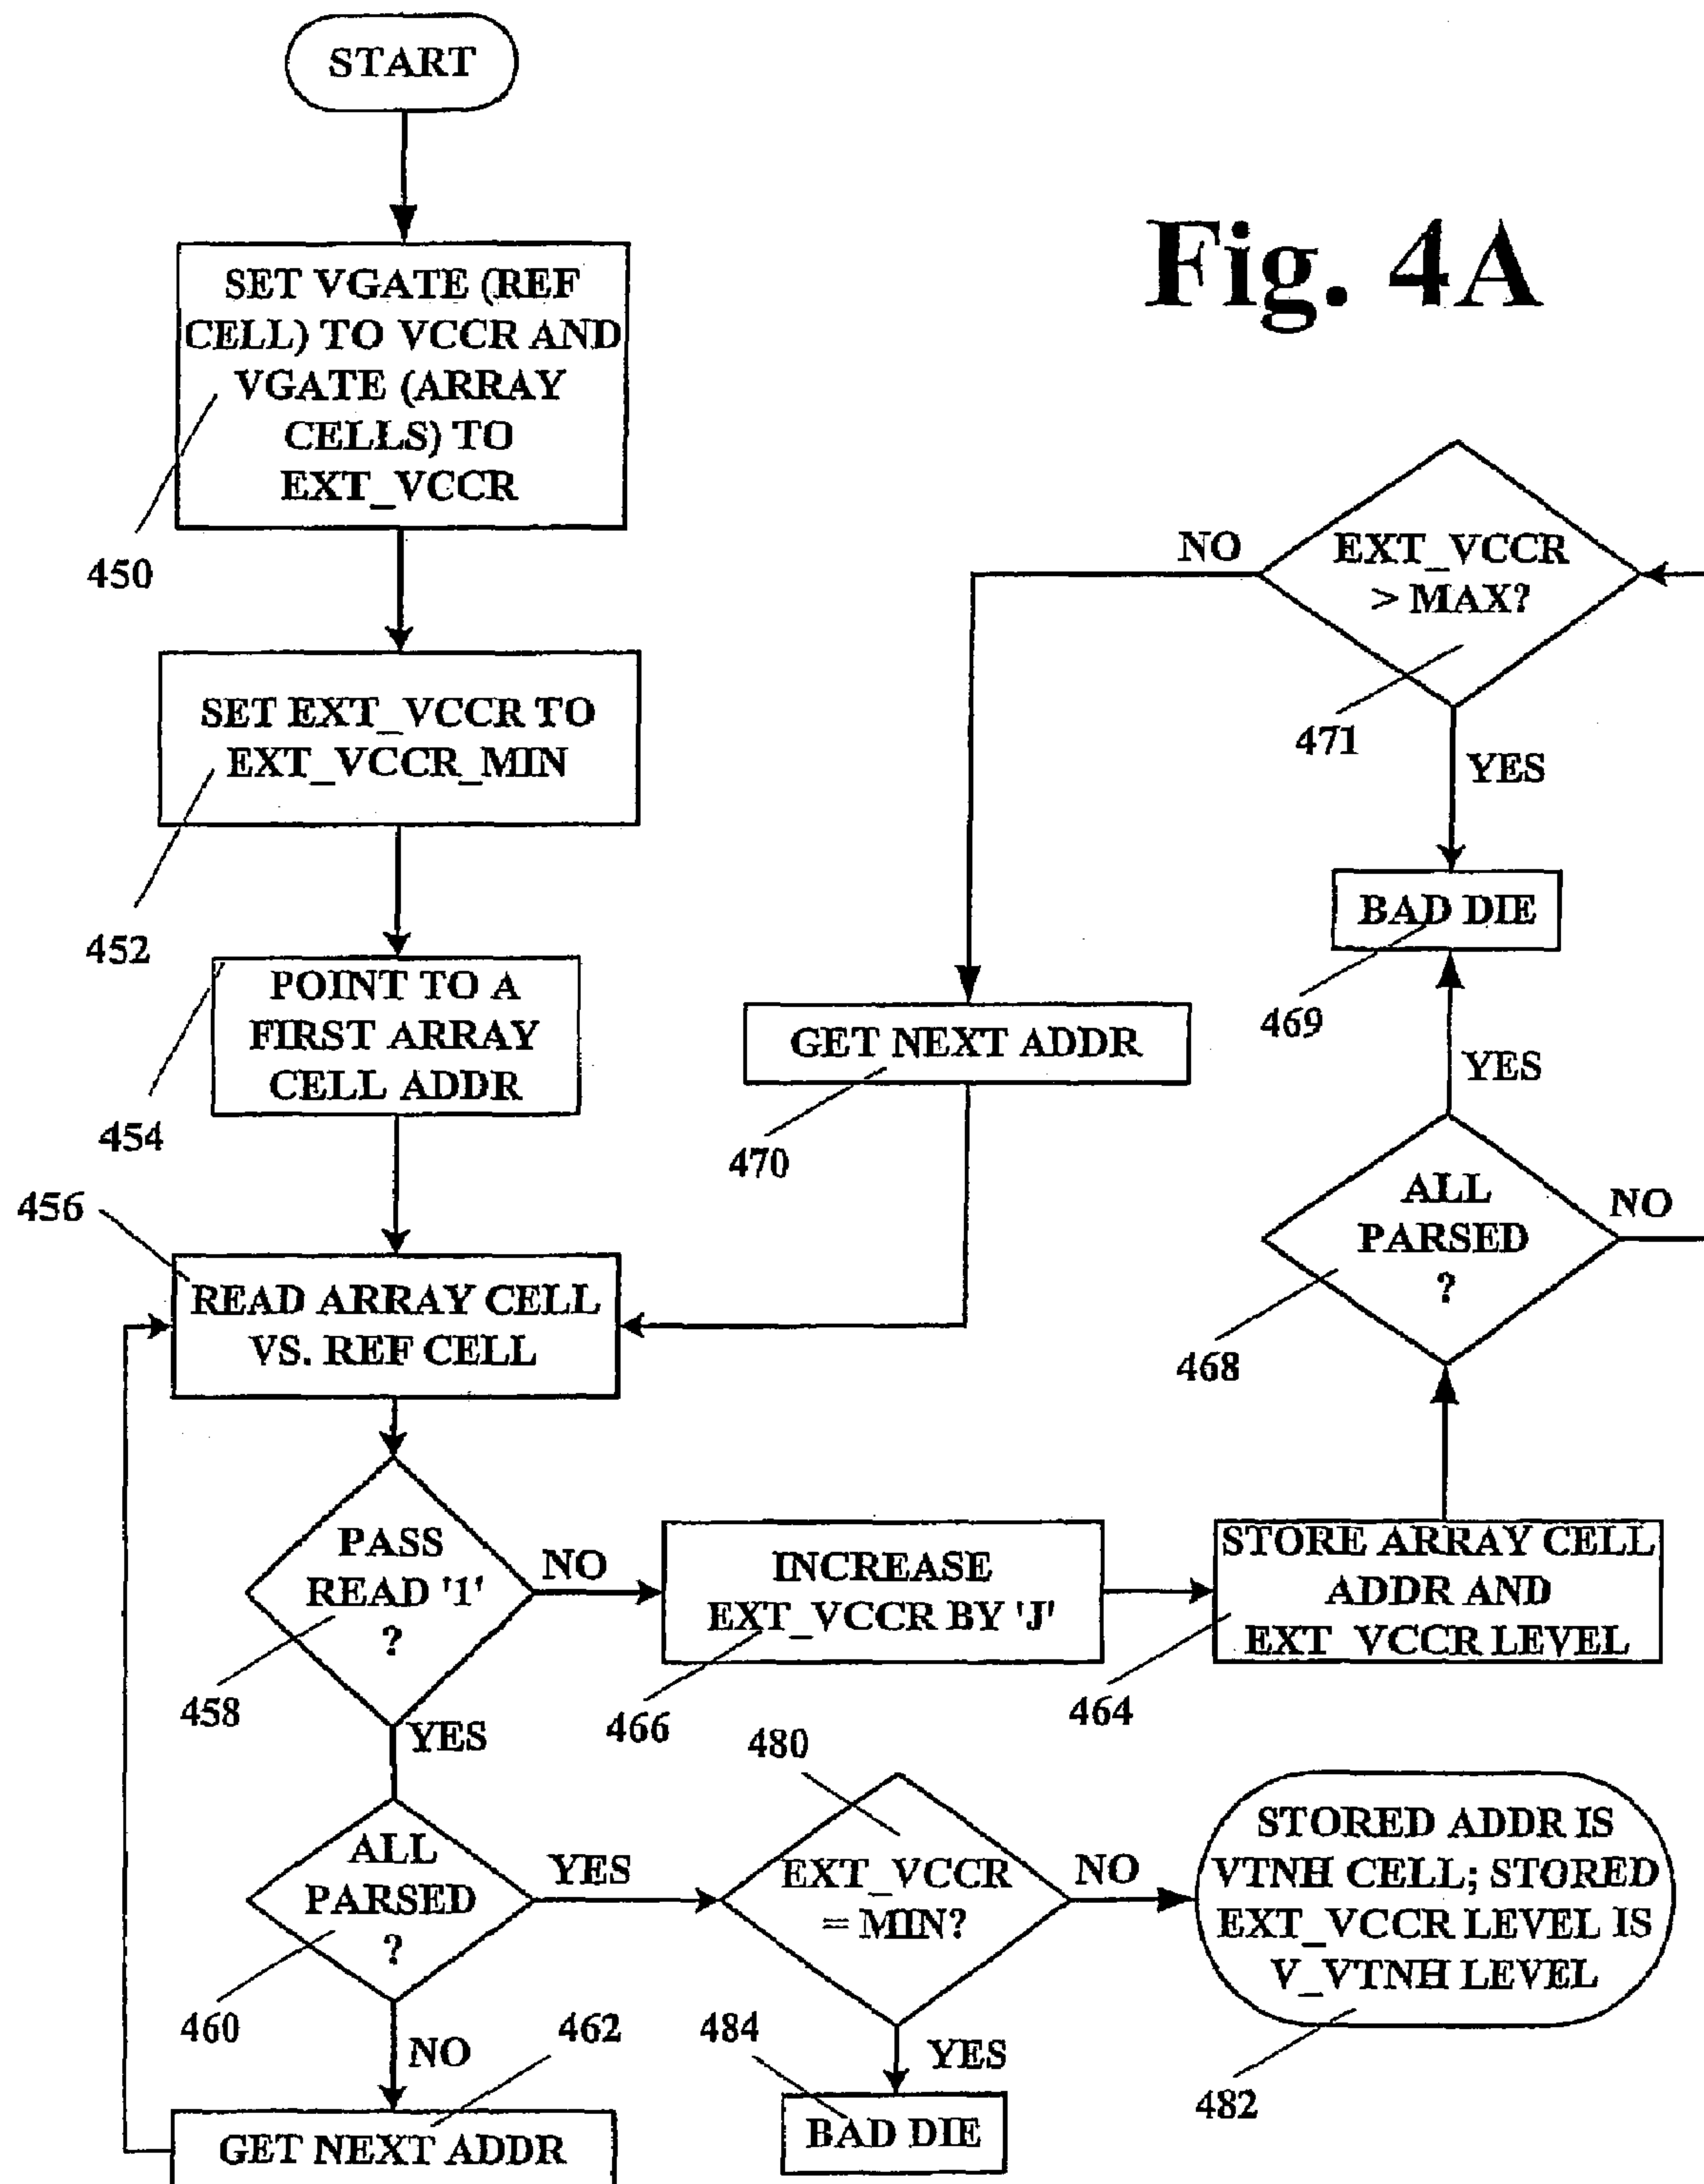 START
Fig. 4A
SET VGATE (REF
CELL) TO VCCR AND
VGATE (ARRAY
CELLS) TO
EXT_VCCR
450
SET EXT_VCCR TO
EXT_VCCR_MIN
452
POINT TO A
FIRST ARRAY
CELL ADDR
454
456
READ ARRAY CELL
VS. REF CELL
PASS
READ '1'
?
458
NO
YES
INCREASE
EXT_VCCR BY 'J'
466
STORE ARRAY CELL
ADDR AND
EXT_VCCR LEVEL
464
ALL
PARSED
?
468
NO
YES
BAD DIE
469
EXT_VCCR
> MAX?
471
YES
NO
GET NEXT ADDR
470
ALL
PARSED
?
460
YES
NO
462
GET NEXT ADDR
480
EXT_VCCR
= MIN?
NO
YES
484
BAD DIE
STORED ADDR IS
VTNH CELL; STORED
EXT_VCCR LEVEL IS
V_VTNH LEVEL
482